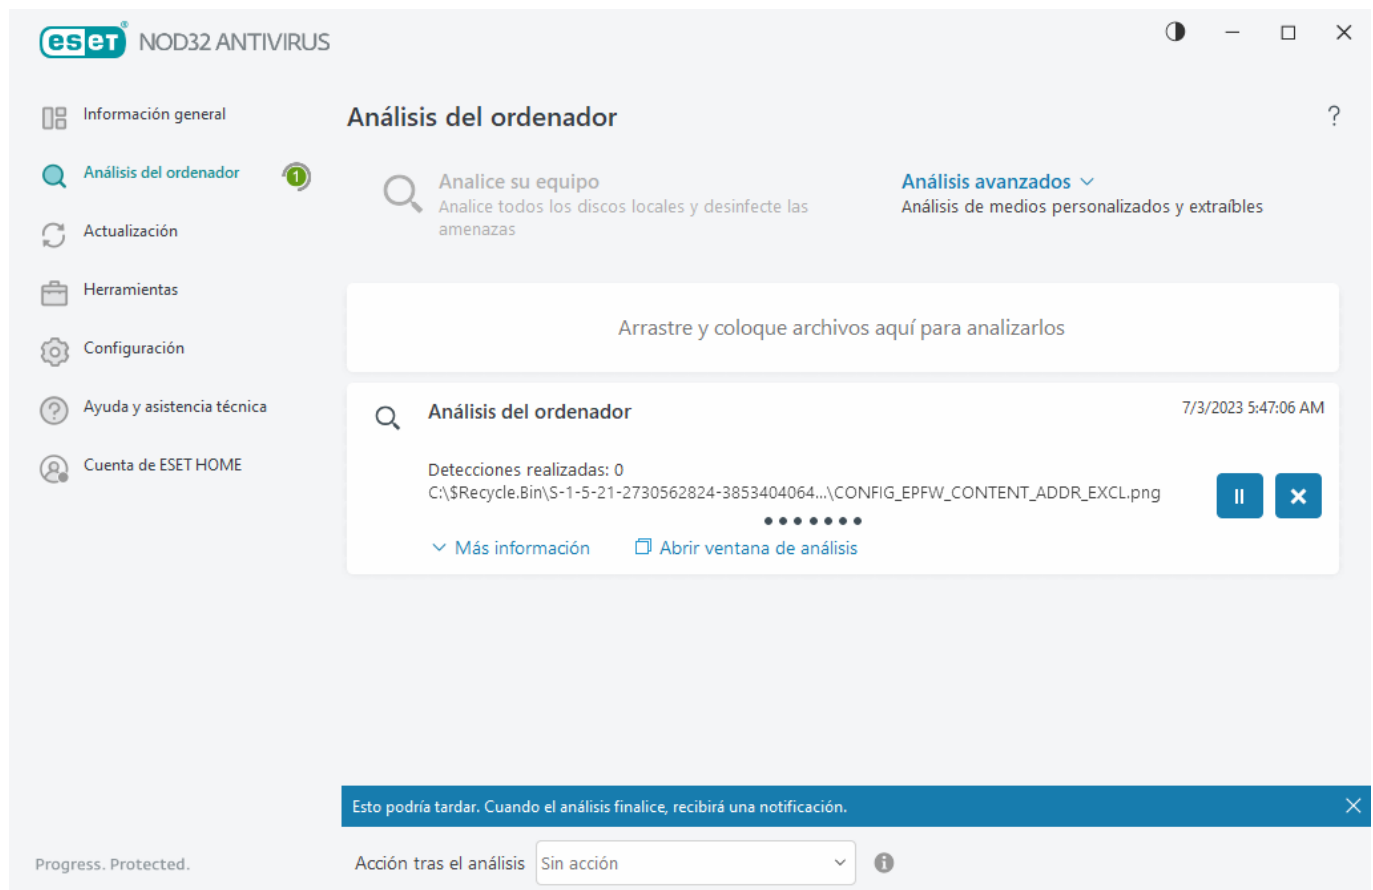 eset® NOD32 ANTIVIRUS
Información general
Análisis del ordenador
1
Actualización
Herramientas
Configuración
Ayuda y asistencia técnica
Cuenta de ESET HOME
Progress. Protected.
Análisis del ordenador
?
Analice su equipo
Analice todos los discos locales y desinfecte las
amenazas
Análisis avanzados
Análisis de medios personalizados y extraíbles
Arrastre y coloque archivos aquí para analizarlos
Análisis del ordenador
7/3/2023 5:47:06 AM
Detecciones realizadas: 0
C:\$Recycle.Bin\S-1-5-21-2730562824-3853404064...\CONFIG_EPFW_CONTENT_ADDR_EXCL.png
Más información
Abrir ventana de análisis
Esto podría tardar. Cuando el análisis finalice, recibirá una notificación.
Acción tras el análisis
Sin acción